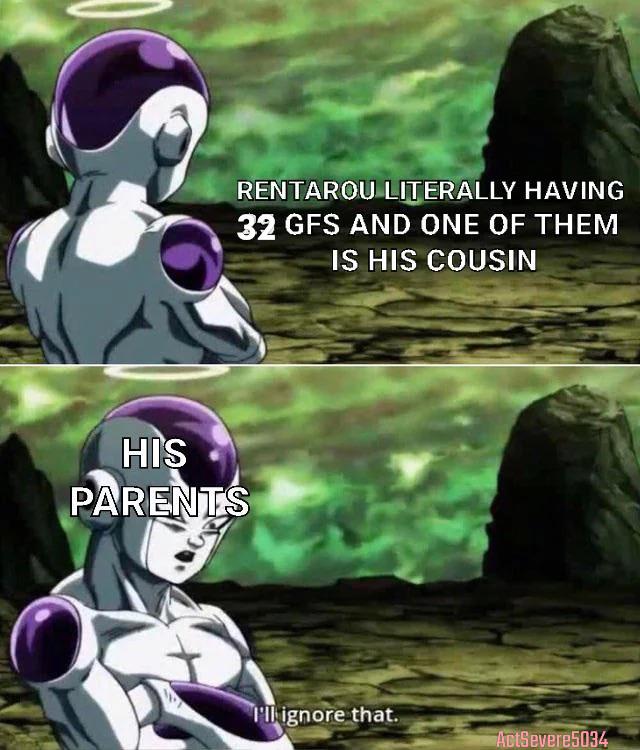 RENTAROU LITERALLY HAVING
32 GFS AND ONE OF THEM
IS HIS COUSIN
HIS
PARENTS
I'll ignore that.
ActSevere5034